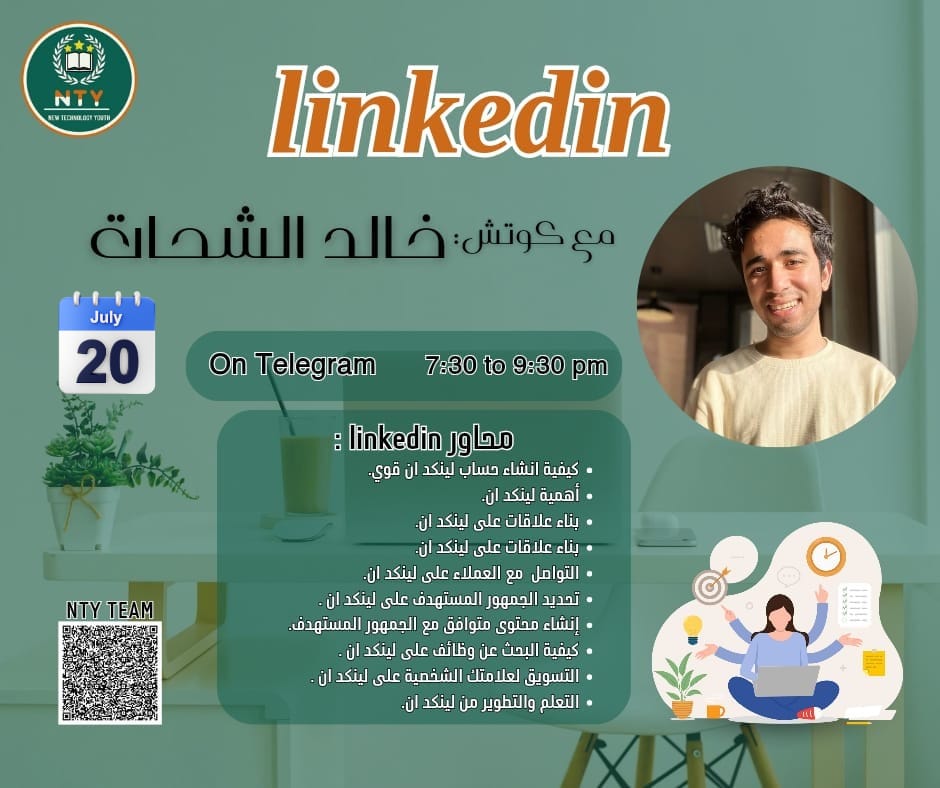 NTY
NEW TECHNOLOGY YOUTH
linkedin
مع كوتش: خالد الشحات
July
20
On Telegram 7:30 to 9:30 pm
محاور linkedin :
• كيفية انشاء حساب لينكد ان قوي.
• أهمية لينكد ان.
• بناء علاقات على لينكد ان.
• بناء علاقات على لينكد ان.
• التواصل مع العملاء على لينكد ان.
• تحديد الجمهور المستهدف على لينكد ان .
• إنشاء محتوى متوافق مع الجمهور المستهدف.
• كيفية البحث عن وظائف على لينكد ان .
• التسويق لعلامتك الشخصية على لينكد ان .
• التعلم والتطوير من لينكد ان.
NTY TEAM